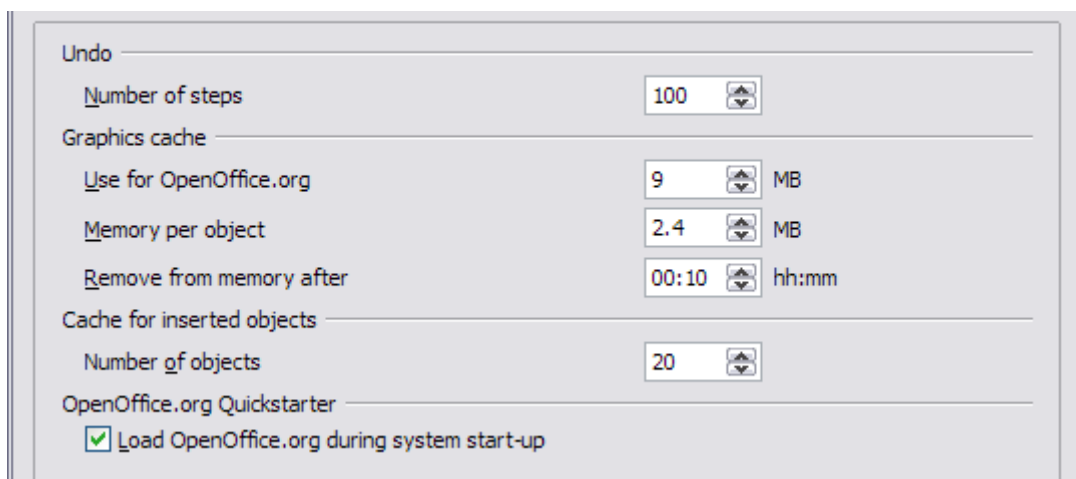 Undo
Number of steps 100
Graphics cache
Use for OpenOffice.org 9 MB
Memory per object 2.4 MB
Remove from memory after 00:10 hh:mm
Cache for inserted objects
Number of objects 20
OpenOffice.org Quickstarter
Load OpenOffice.org during system start-up